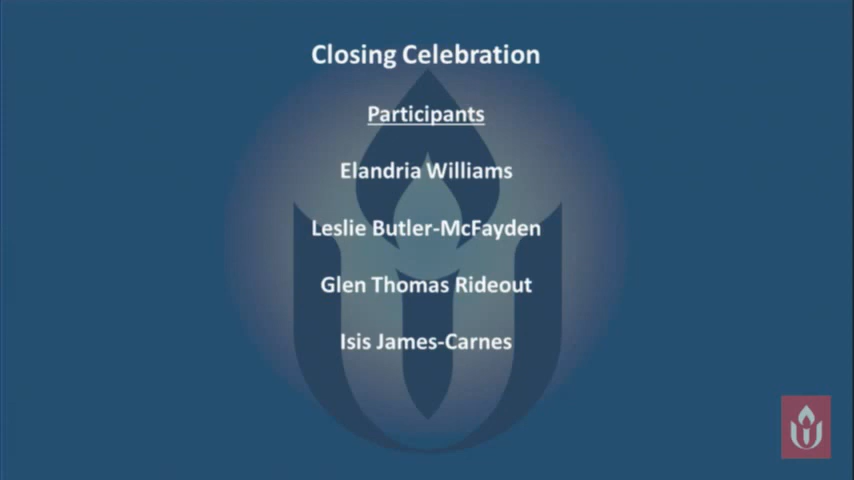 Closing Celebration
Participants
Elandria Williams
Leslie Butler-McFayden
Glen Thomas Rideout
Isis James-Carnes